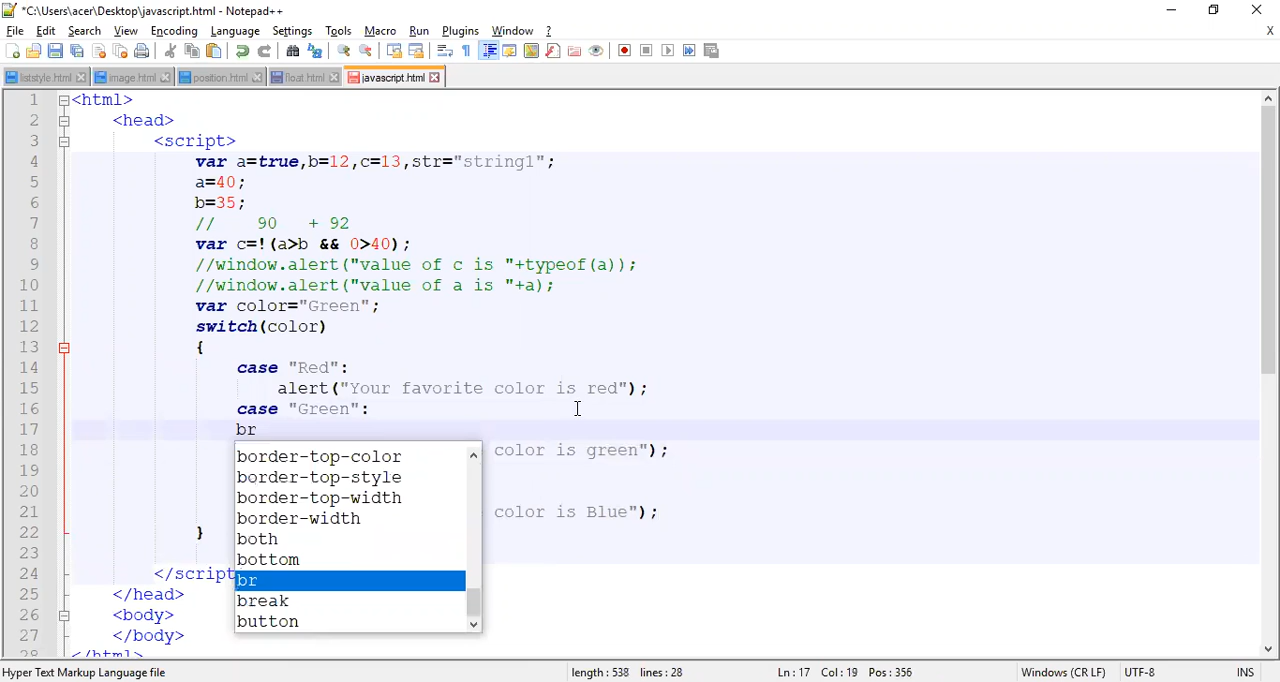 *C:\Users\acer\Desktop\javascript.html - Notepad++
File Edit Search View Encoding Language Settings Tools Macro Run Plugins Window ? X
liststyle.html image.html position.html float.html javascript.html
1 <html>
2 <head>
3 <script>
4 var a=true,b=12,c=13,str="string1";
5 a=40;
6 b=35;
7 // 90 + 92
8 var c=!(a>b && 0>40);
9 //window.alert("value of c is "+typeof(a));
10 //window.alert("value of a is "+a);
11 var color="Green";
12 switch(color)
13 {
14 case "Red":
15 alert("Your favorite color is red");
16 case "Green":
17 br
18 color is green");
19
20
21 color is Blue");
22 }
23
24 </script
25 </head>
26 <body>
27 </body>
28 </html>
border-top-color
border-top-style
border-top-width
border-width
both
bottom
br
break
button
Hyper Text Markup Language file length : 538 lines : 28 Ln : 17 Col : 19 Pos : 356 Windows (CR LF) UTF-8 INS